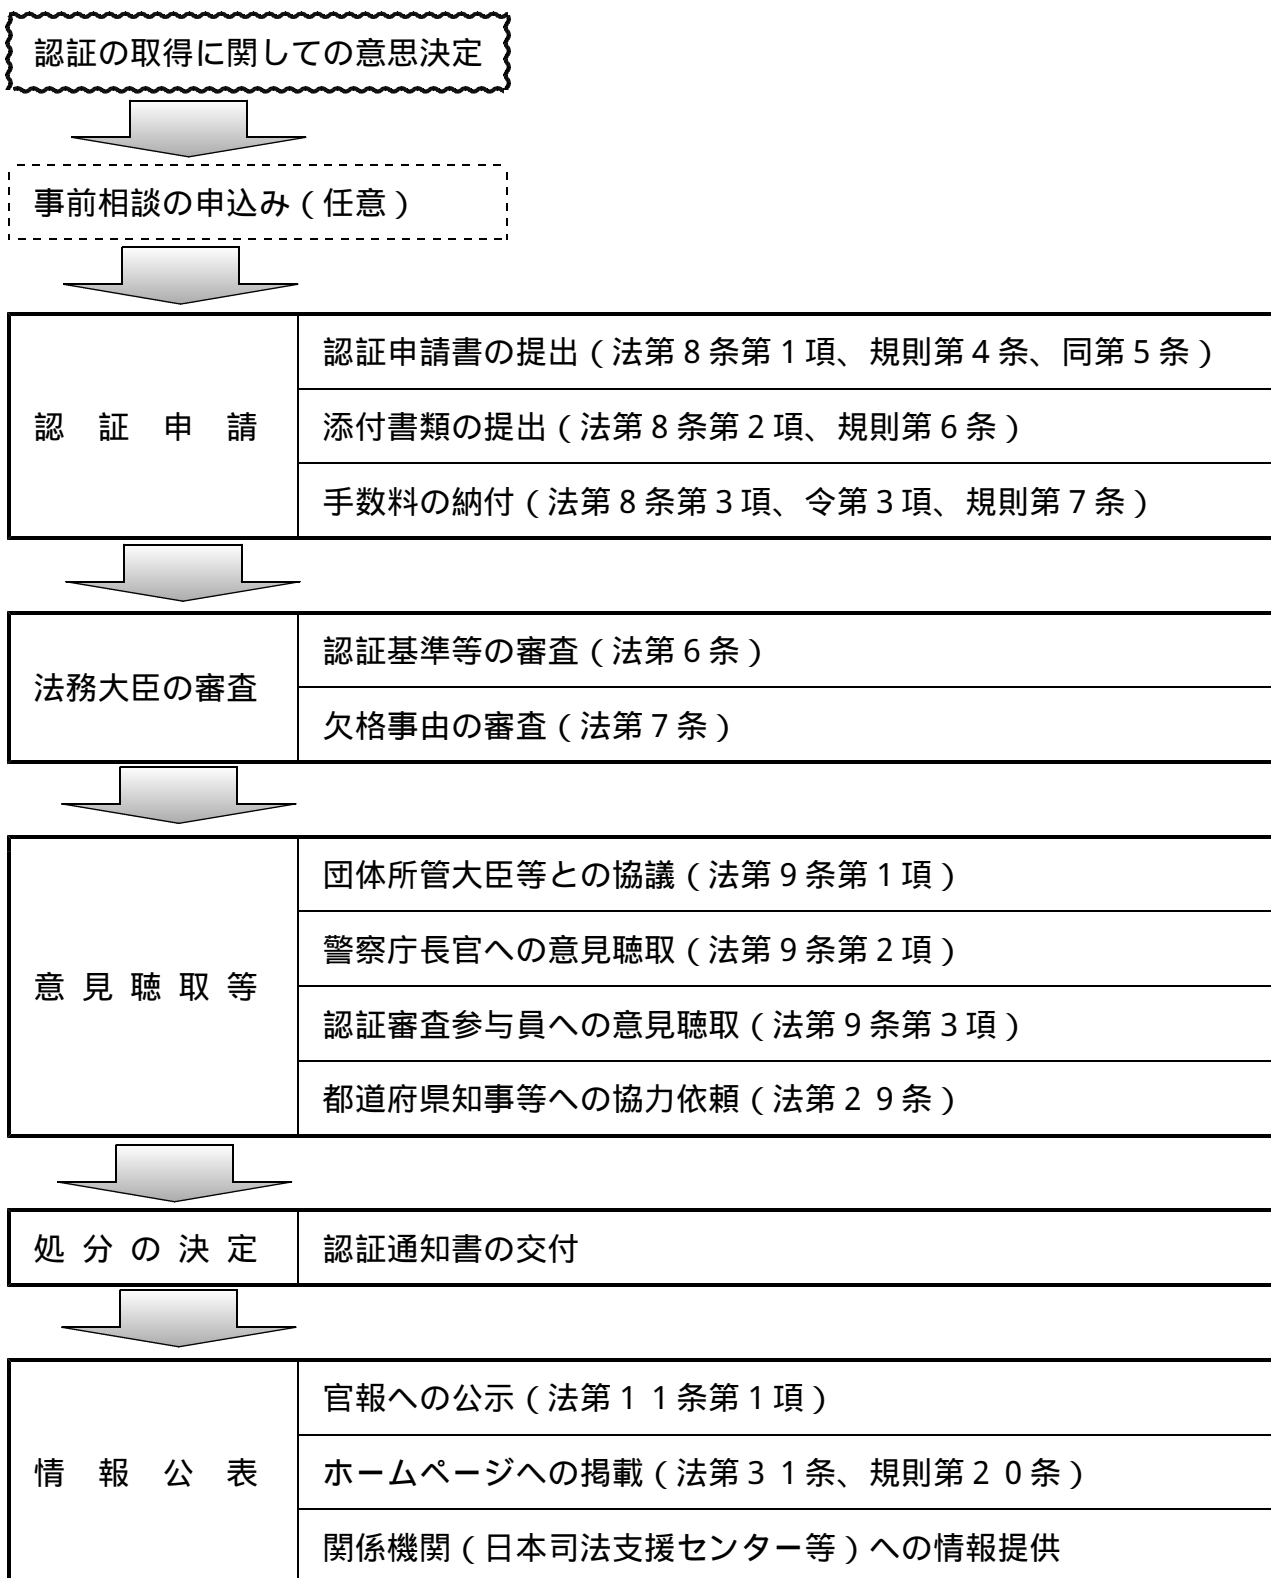 認証の取得に関しての意思決定
事前相談の申込み（任意）
認証申請
認証申請書の提出（法第８条第１項、規則第４条、同第５条）
添付書類の提出（法第８条第２項、規則第６条）
手数料の納付（法第８条第３項、令第３項、規則第７条）
法務大臣の審査
認証基準等の審査（法第６条）
欠格事由の審査（法第７条）
意見聴取等
団体所管大臣等との協議（法第９条第１項）
警察庁長官への意見聴取（法第９条第２項）
認証審査参与員への意見聴取（法第９条第３項）
都道府県知事等への協力依頼（法第２９条）
処分の決定
認証通知書の交付
情報公表
官報への公示（法第１１条第１項）
ホームページへの掲載（法第３１条、規則第２０条）
関係機関（日本司法支援センター等）への情報提供